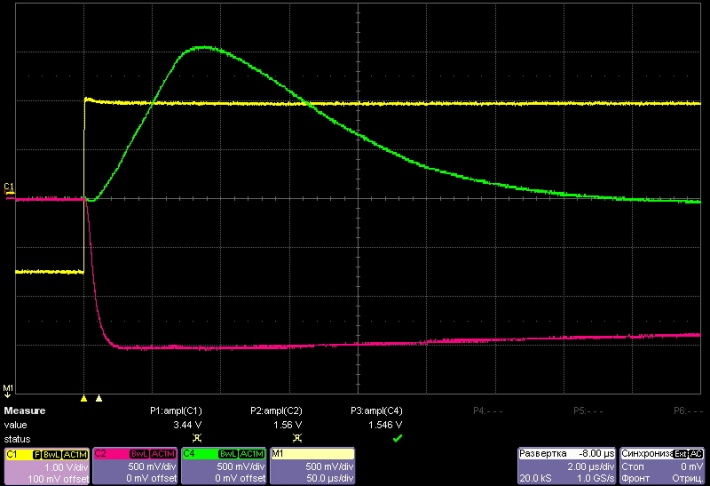 C1
M1
Measure P1:ampl(C1) P2:ampl(C2) P3:ampl(C4) P4:--- P5:--- P6:---
value 3.44 V 1.56 V 1.546 V
status
C1 F BwL AC1M C2 BwL AC1M C4 BwL AC1M M1 Развертка -8.00 µs Синхрониза Ext AC
1.00 V/div 500 mV/div 500 mV/div 500 mV/div 2.00 µs/div Стоп 0 mV
100 mV offset 0 mV offset 0 mV offset 50.0 µs/div 20.0 kS 1.0 GS/s Фронт Отриц.